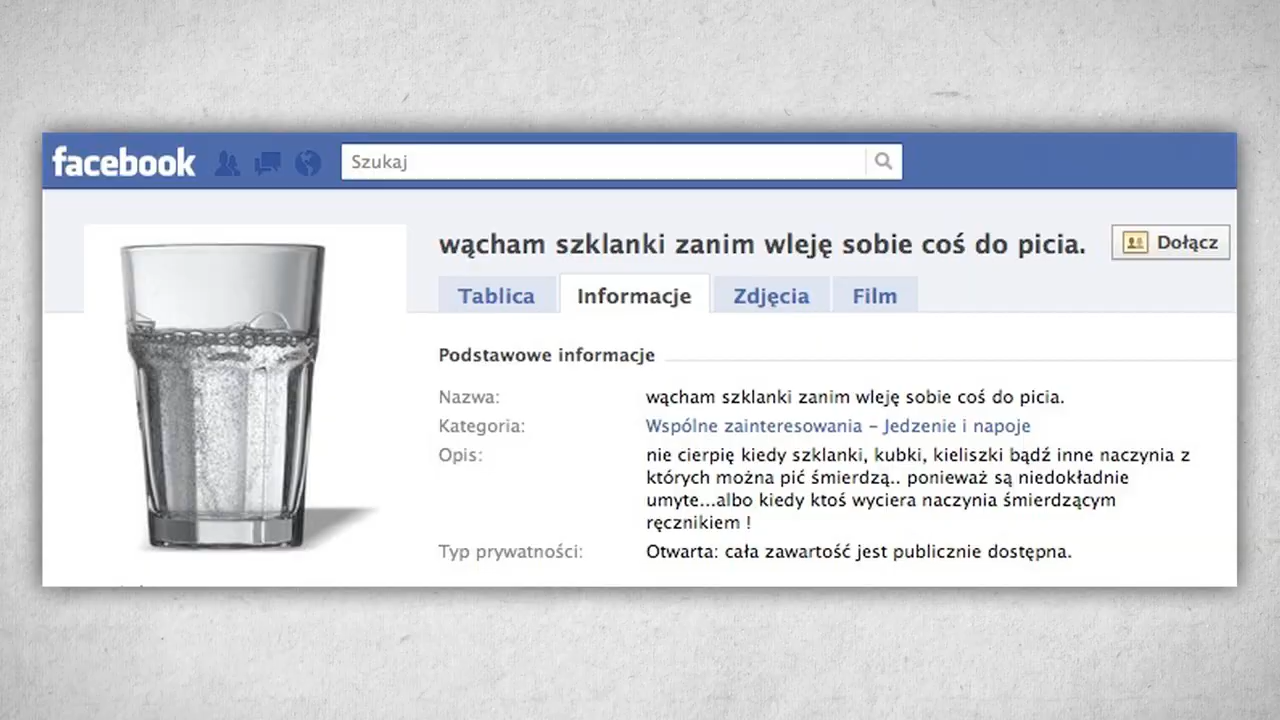 facebook
Szukaj
wącham szklanki zanim wleję sobie coś do picia.
Dołącz
Tablica
Informacje
Zdjęcia
Film
Podstawowe informacje
Nazwa: wącham szklanki zanim wleję sobie coś do picia.
Kategoria: Wspólne zainteresowania – Jedzenie i napoje
Opis: nie cierpię kiedy szklanki, kubki, kieliszki bądź inne naczynia z
których można pić śmierdzą.. ponieważ są niedokładnie
umyte...albo kiedy ktoś wyciera naczynia śmierdzącym
ręcznikiem !
Typ prywatności: Otwarta: cała zawartość jest publicznie dostępna.